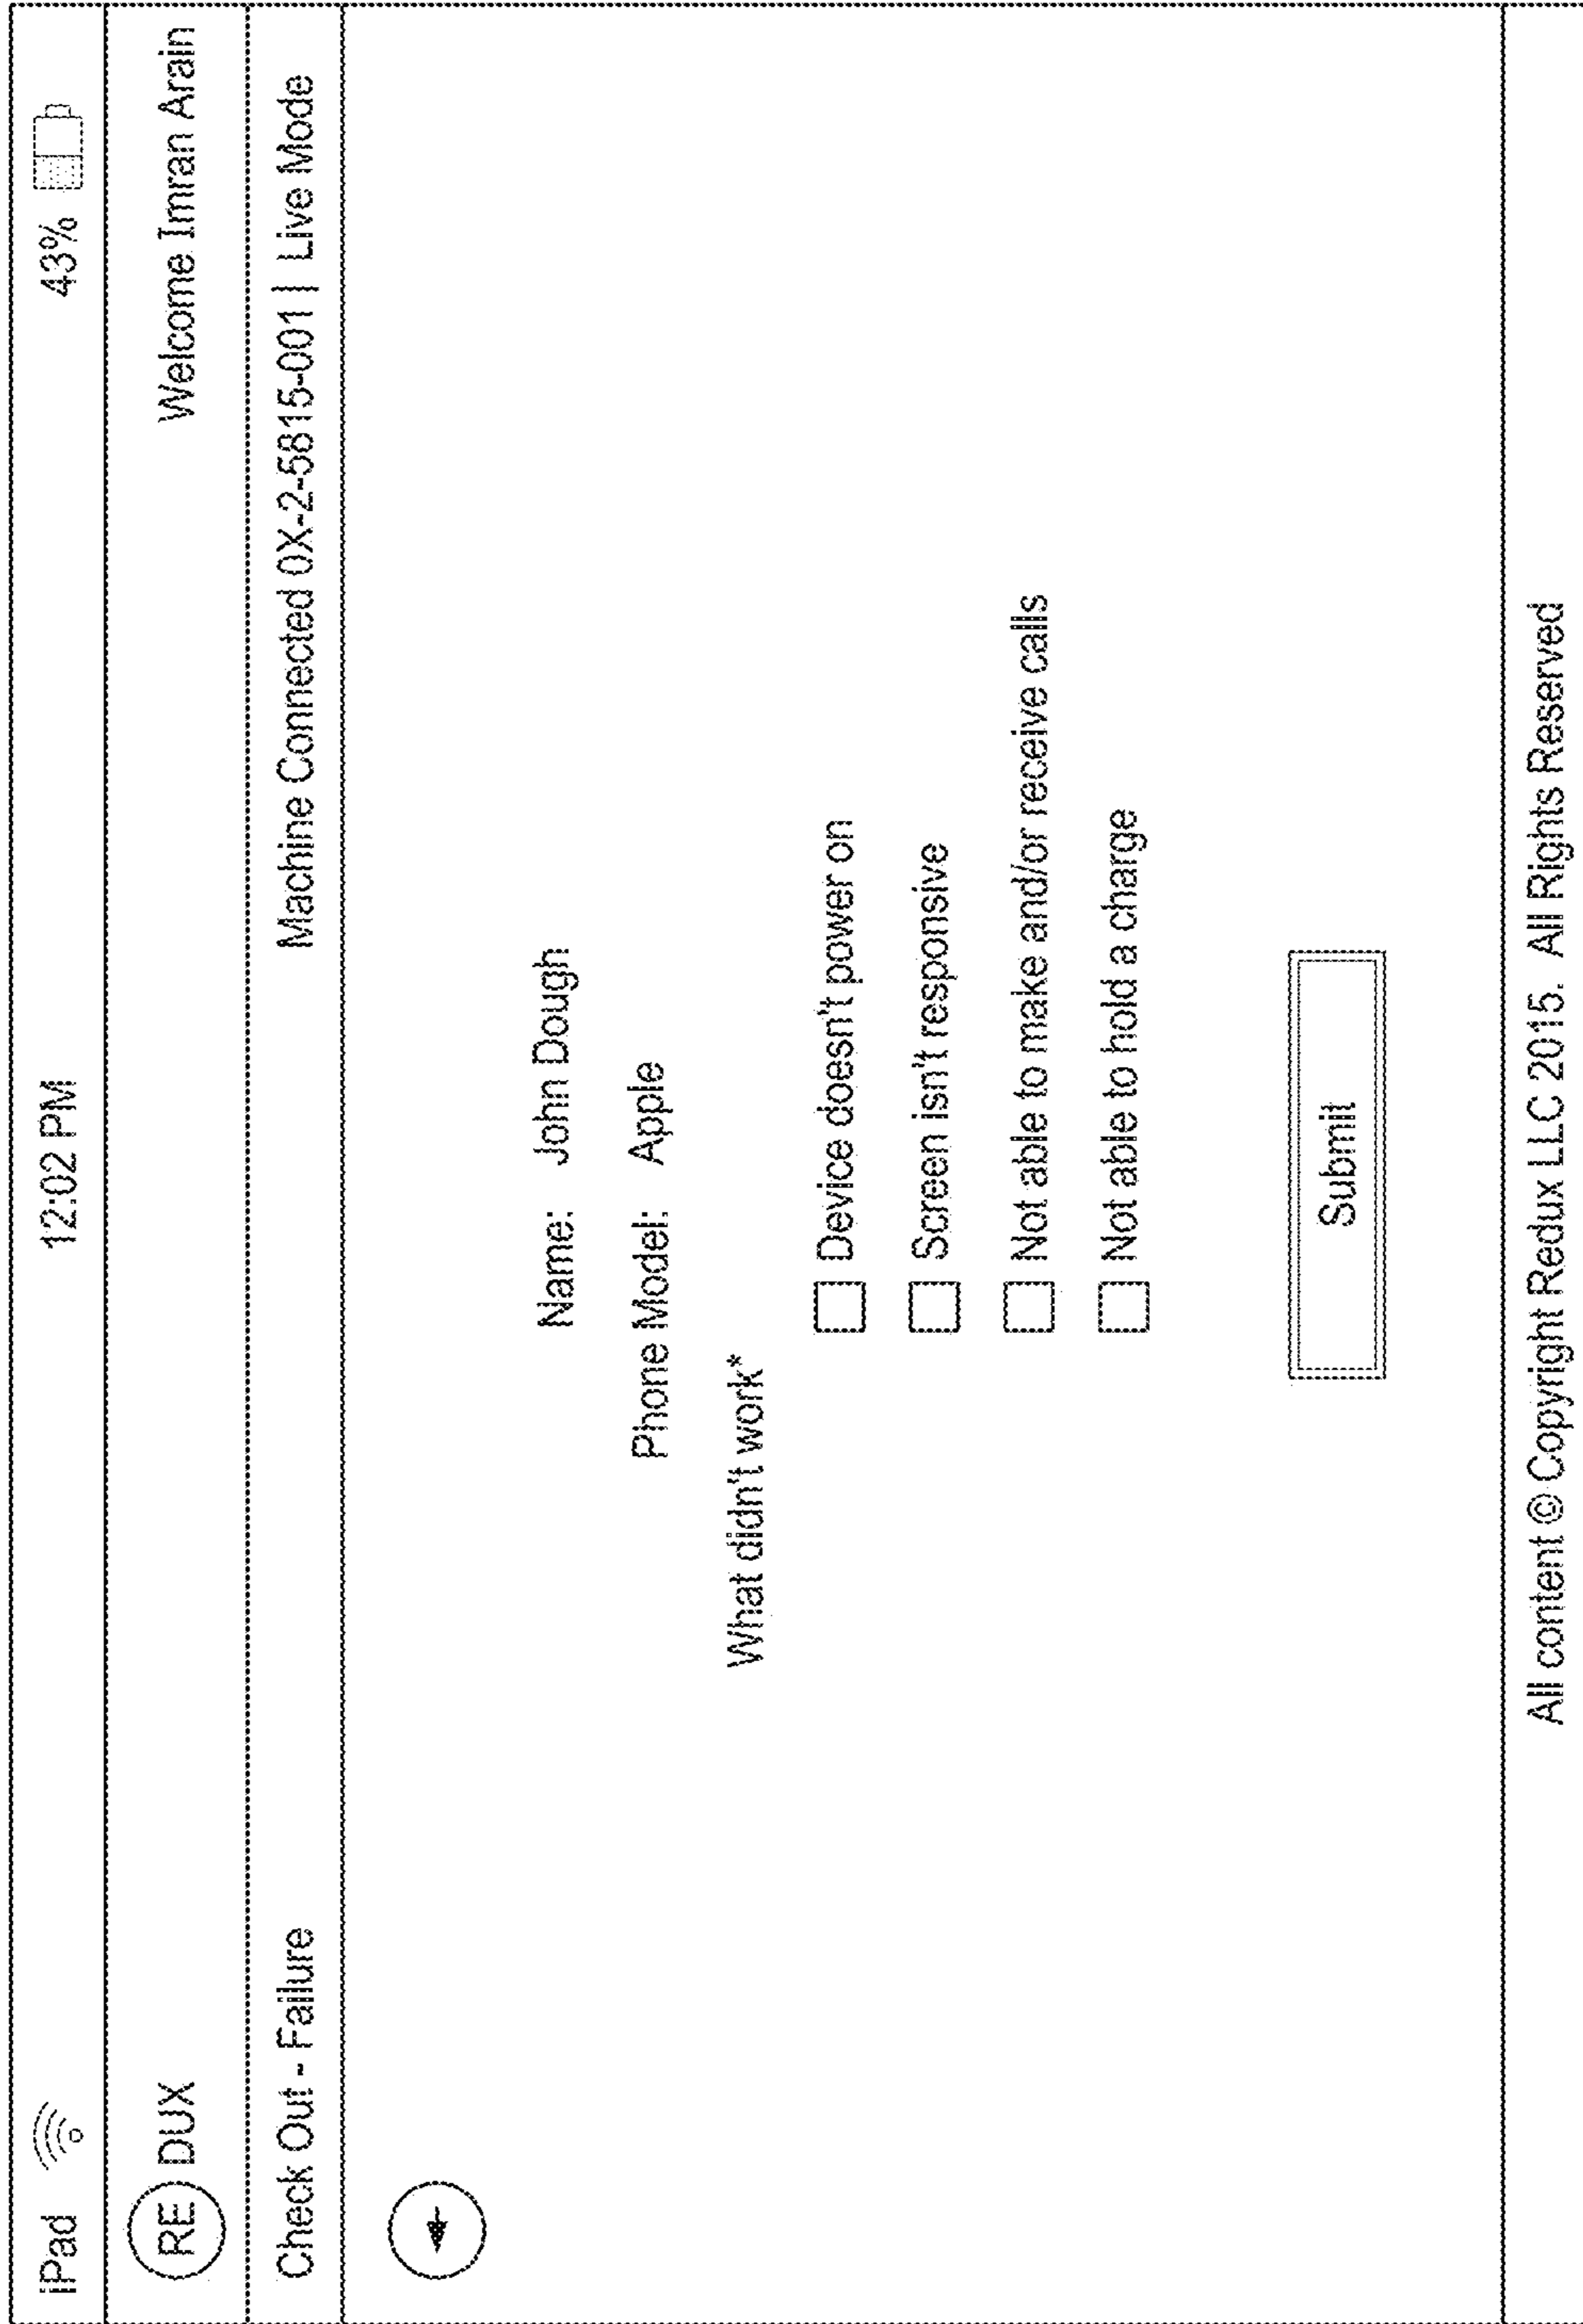 iPad 12:02 PM 43%
REDUX Welcome Imran Arain
Check Out - Failure Machine Connected 0X-2-5815-001 | Live Mode
Name: John Dough
Phone Model: Apple
What didn't work*
Device doesn't power on
Screen isn't responsive
Not able to make and/or receive calls
Not able to hold a charge
Submit
All content © Copyright Redux LLC 2015. All Rights Reserved